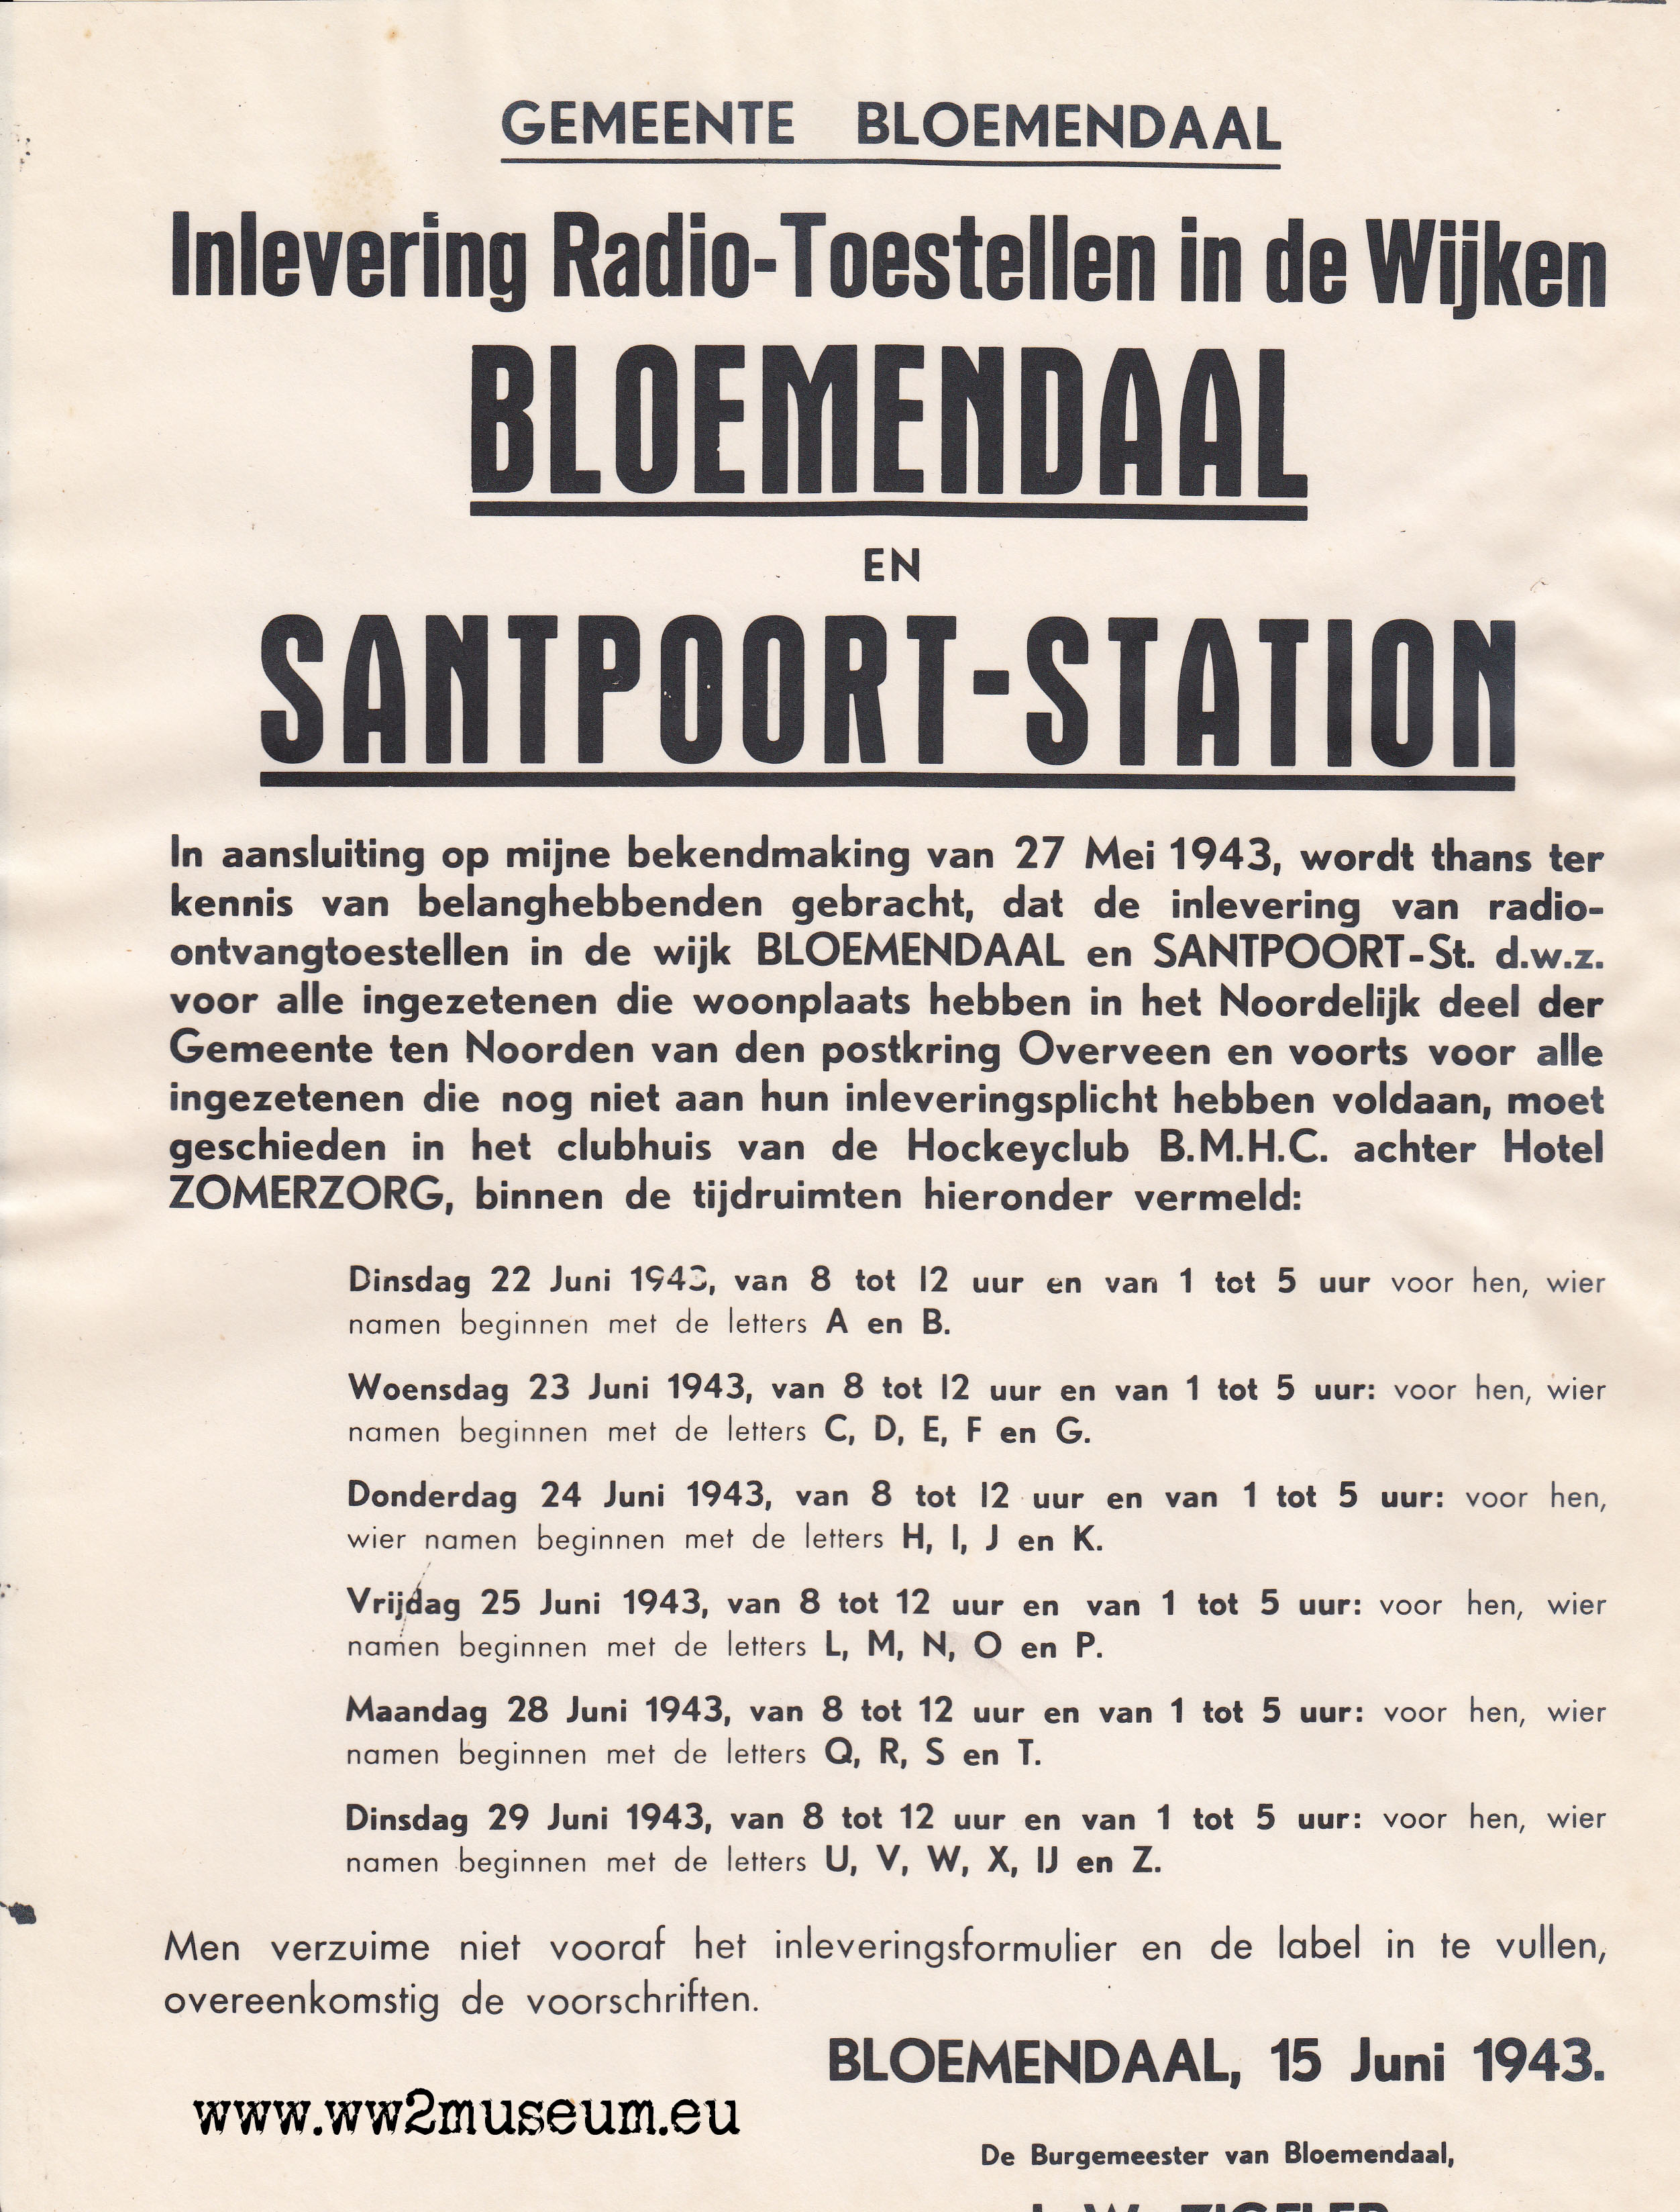 GEMEENTE BLOEMENDAAL
Inlevering Radio-Toestellen in de Wijken
BLOEMENDAAL
EN
SANTPOORT-STATION
In aansluiting op mijne bekendmaking van 27 Mei 1943, wordt thans ter
kennis van belanghebbenden gebracht, dat de inlevering van radio-
ontvangtoestellen in de wijk BLOEMENDAAL en SANTPOORT-St. d.w.z.
voor alle ingezetenen die woonplaats hebben in het Noordelijk deel der
Gemeente ten Noorden van den postkring Overveen en voorts voor alle
ingezetenen die nog niet aan hun inleveringsplicht hebben voldaan, moet
geschieden in het clubhuis van de Hockeyclub B.M.H.C. achter Hotel
ZOMERZORG, binnen de tijdruimten hieronder vermeld:
Dinsdag 22 Juni 1943, van 8 tot 12 uur en van 1 tot 5 uur voor hen, wier
namen beginnen met de letters A en B.
Woensdag 23 Juni 1943, van 8 tot 12 uur en van 1 tot 5 uur: voor hen, wier
namen beginnen met de letters C, D, E, F en G.
Donderdag 24 Juni 1943, van 8 tot 12 uur en van 1 tot 5 uur: voor hen,
wier namen beginnen met de letters H, I, J en K.
Vrijdag 25 Juni 1943, van 8 tot 12 uur en van 1 tot 5 uur: voor hen, wier
namen beginnen met de letters L, M, N, O en P.
Maandag 28 Juni 1943, van 8 tot 12 uur en van 1 tot 5 uur: voor hen, wier
namen beginnen met de letters Q, R, S en T.
Dinsdag 29 Juni 1943, van 8 tot 12 uur en van 1 tot 5 uur: voor hen, wier
namen beginnen met de letters U, V, W, X, IJ en Z.
Men verzuime niet vooraf het inleveringsformulier en de label in te vullen,
overeenkomstig de voorschriften.
BLOEMENDAAL, 15 Juni 1943.
www.ww2museum.eu
De Burgemeester van Bloemendaal,